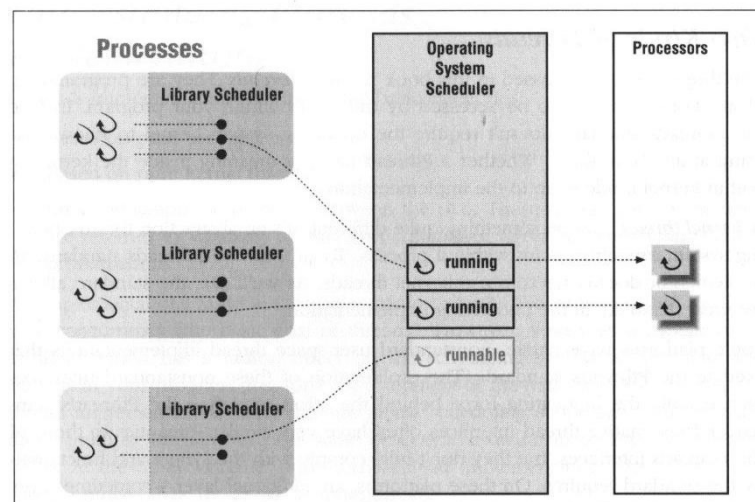 Processes
Operating
System
Scheduler
Processors
Library Scheduler
running
Library Scheduler
running
runnable
Library Scheduler